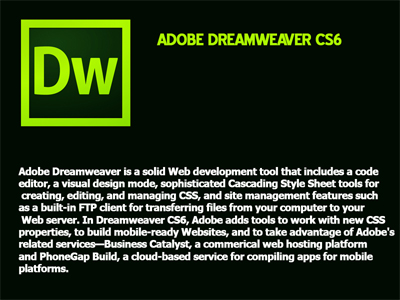 Dw
ADOBE DREAMWEAVER CS6
Adobe Dreamweaver is a solid Web development tool that includes a code
editor, a visual design mode, sophisticated Cascading Style Sheet tools for
creating, editing, and managing CSS, and site management features such
as a built-in FTP client for transferring files from your computer to your
Web server. In Dreamweaver CS6, Adobe adds tools to work with new CSS
properties, to build mobile-ready Websites, and to take advantage of Adobe's
related services—Business Catalyst, a commerical web hosting platform
and PhoneGap Build, a cloud-based service for compiling apps for mobile
platforms.